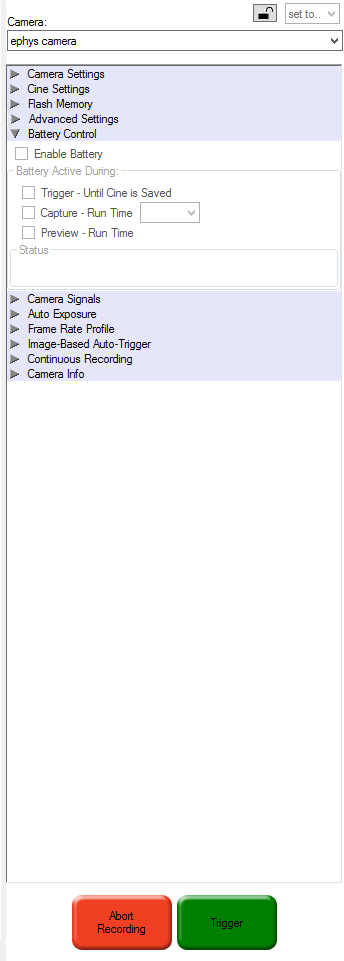 Camera:
set to..
ephys camera
Camera Settings
Cine Settings
Flash Memory
Advanced Settings
Battery Control
Enable Battery
Battery Active During:
Trigger - Until Cine is Saved
Capture - Run Time
Preview - Run Time
Status
Camera Signals
Auto Exposure
Frame Rate Profile
Image-Based Auto-Trigger
Continuous Recording
Camera Info
Abort
Recording
Trigger